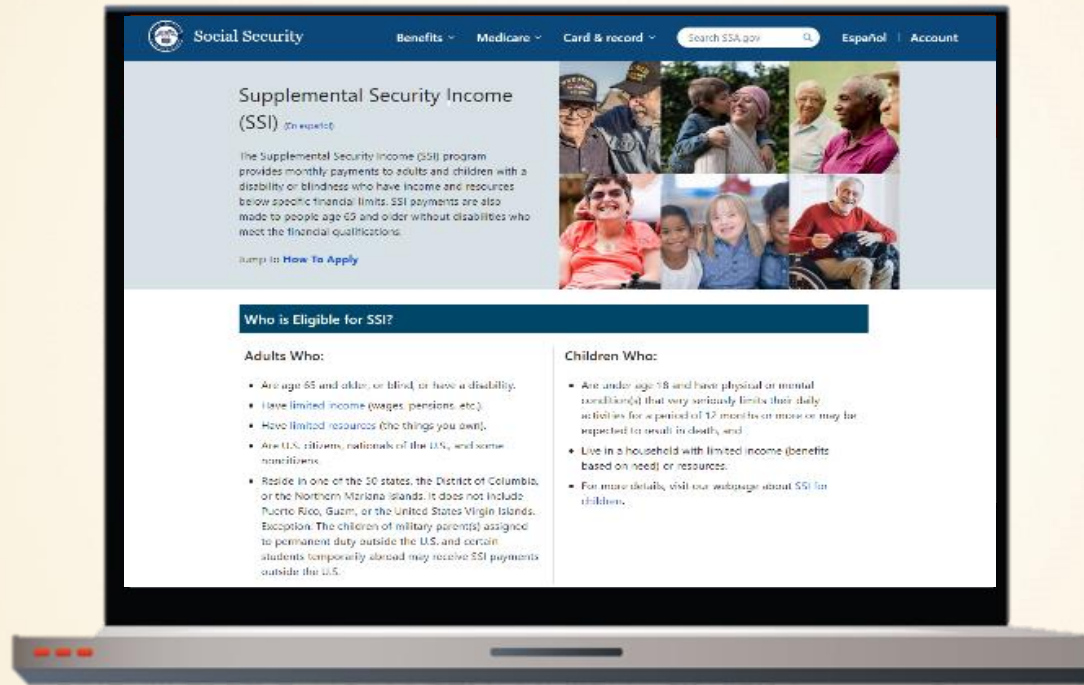 Social Security
Benefits
Medicare
Card & record
Search SSA.gov
Español
Account
Supplemental Security Income
(SSI) (En español)
The Supplemental Security Income (SSI) program
provides monthly payments to adults and children with a
disability or blindness who have income and resources
below specific financial limits. SSI payments are also
made to people age 65 and older without disabilities who
meet the financial qualifications.
Jump to How To Apply
Who is Eligible for SSI?
Adults Who:
• Are age 65 and older, or blind, or have a disability.
• Have limited income (wages, pensions, etc.).
• Have limited resources (the things you own).
• Are U.S. citizens, nationals of the U.S., and some
noncitizens.
• Reside in one of the 50 states, the District of Columbia,
or the Northern Mariana Islands. It does not include
Puerto Rico, Guam, or the United States Virgin Islands.
Exception: The children of military parent(s) assigned
to permanent duty outside the U.S. and certain
students temporarily abroad may receive SSI payments
outside the U.S.
Children Who:
• Are under age 18 and have physical or mental
condition(s) that very seriously limits their daily
activities for a period of 12 months or more or may be
expected to result in death, and
• Live in a household with limited income (benefits
based on need) or resources.
• For more details, visit our webpage about SSI for
children.